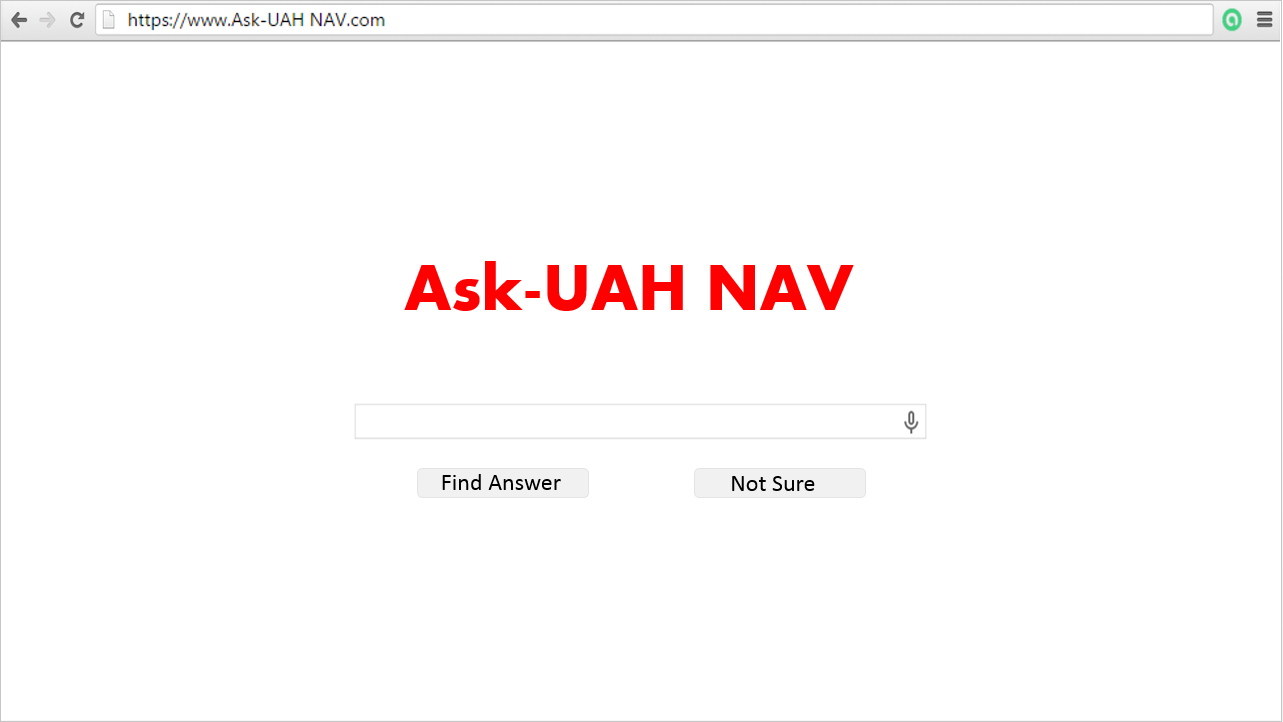 https://www.Ask-UAH NAV.com
Ask-UAH NAV
Find Answer
Not Sure